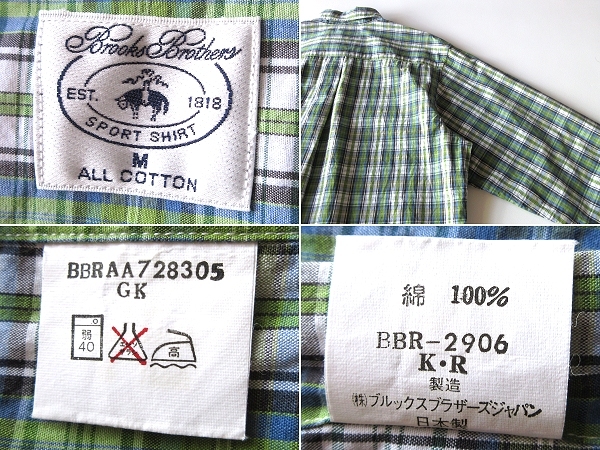 Brooks Brothers
EST. 1818
SPORT SHIRT
M
ALL COTTON
BBRAA728305
GK
弱
40
高
綿 100%
BBR-2906
K・R
製造
㈱ブルックスブラザーズジャパン
日本製